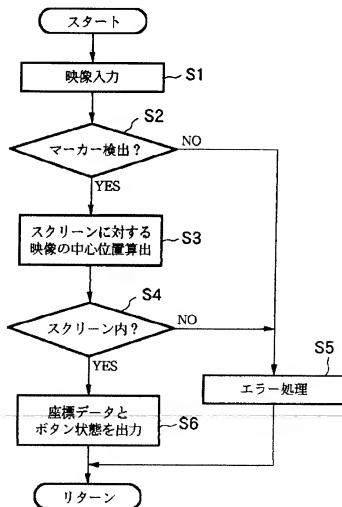 スタート
映像入力
S1
マーカー検出?
S2
NO
YES
スクリーンに対する
映像の中心位置算出
S3
スクリーン内?
S4
NO
YES
エラー処理
S5
座標データと
ボタン状態を出力
S6
リターン